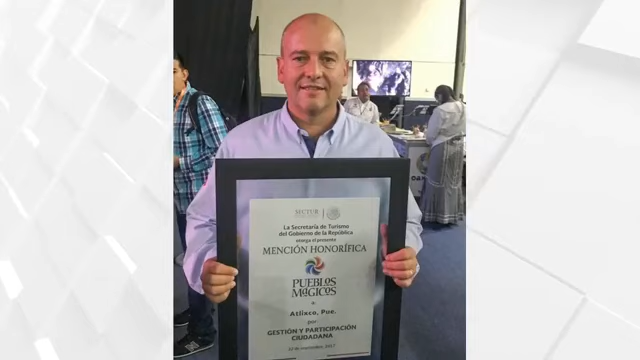 SECTUR
La Secretaría de Turismo
del Gobierno de la República
otorga el presente
MENCIÓN HONORÍFICA
PUEBLOS
MÁGICOS
a:
Atlixco, Pue.
por
GESTIÓN Y PARTICIPACIÓN
CIUDADANA